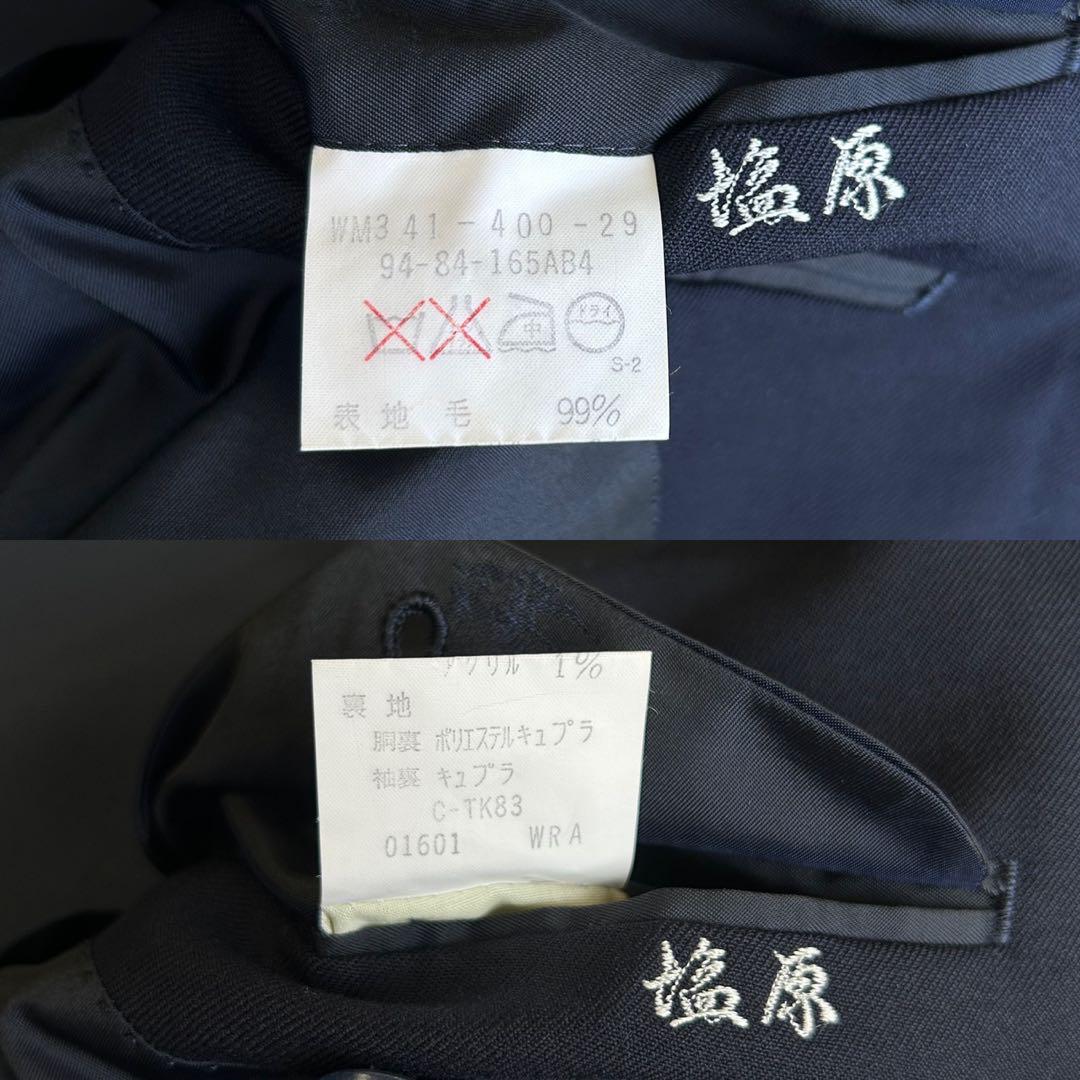 塩原
WM341-400-29
94-84-165AB4
中 ドライ
S-2
表地 毛 99%
アクリル 1%
裏地
胴裏 ポリエステルキュプラ
袖裏 キュプラ
C-TK83
01601 WRA
塩原